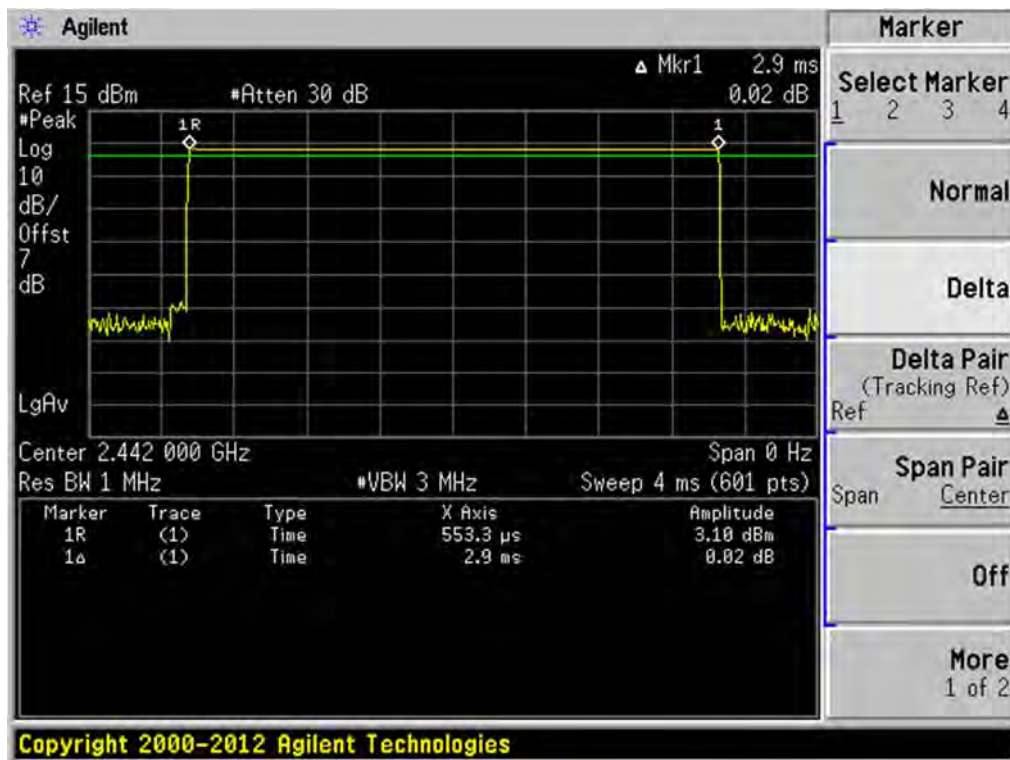 Agilent
Marker
Δ Mkr1 2.9 ms
Ref 15 dBm #Atten 30 dB 0.02 dB
#Peak
Log
10
dB/
Offst
7
dB
LgAv
1R
1
Center 2.442 000 GHz Span 0 Hz
Res BW 1 MHz #VBW 3 MHz Sweep 4 ms (601 pts)
Marker Trace Type X Axis Amplitude
1R (1) Time 553.3 µs 3.10 dBm
1Δ (1) Time 2.9 ms 0.02 dB
Select Marker
1 2 3 4
Normal
Delta
Delta Pair
(Tracking Ref)
Ref Δ
Span Pair
Span Center
Off
More
1 of 2
Copyright 2000-2012 Agilent Technologies